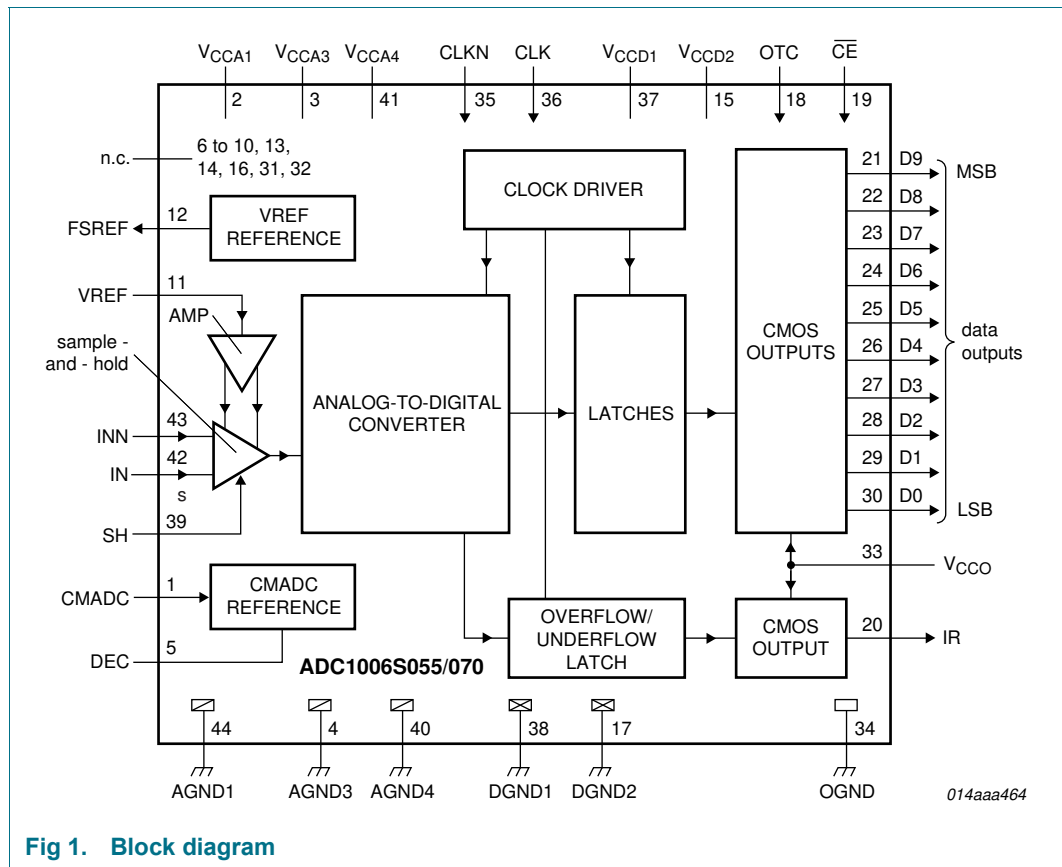 VCCA1 VCCA3 VCCA4 CLKN CLK VCCD1 VCCD2 OTC CE
2 3 41 35 36 37 15 18 19
n.c. 6 to 10, 13,
14, 16, 31, 32
FSREF 12 VREF
REFERENCE
VREF 11
AMP
sample -
and - hold
INN 43
IN 42
s
SH 39
CMADC 1 CMADC
REFERENCE
DEC 5
CLOCK DRIVER
ANALOG-TO-DIGITAL
CONVERTER
LATCHES
CMOS
OUTPUTS
21 D9 MSB
22 D8
23 D7
24 D6
25 D5
26 D4
27 D3
28 D2
29 D1
30 D0 LSB
data
outputs
33 VCCO
OVERFLOW/
UNDERFLOW
LATCH
CMOS
OUTPUT
20 IR
ADC1006S055/070
44 4 40 38 17 34
AGND1 AGND3 AGND4 DGND1 DGND2 OGND
014aaa464
Fig 1. Block diagram